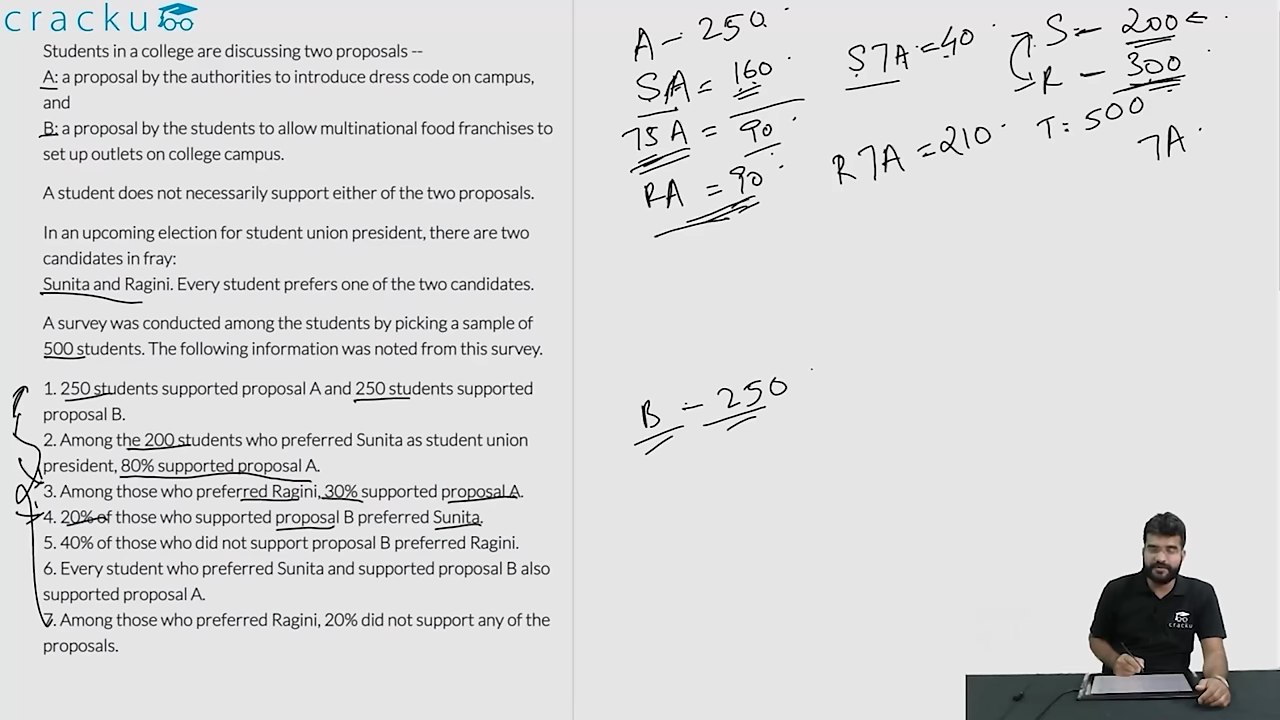 cracku
Students in a college are discussing two proposals --
A: a proposal by the authorities to introduce dress code on campus,
and
B: a proposal by the students to allow multinational food franchises to
set up outlets on college campus.
A student does not necessarily support either of the two proposals.
In an upcoming election for student union president, there are two
candidates in fray:
Sunita and Ragini. Every student prefers one of the two candidates.
A survey was conducted among the students by picking a sample of
500 students. The following information was noted from this survey.
1. 250 students supported proposal A and 250 students supported
proposal B.
2. Among the 200 students who preferred Sunita as student union
president, 80% supported proposal A.
3. Among those who preferred Ragini, 30% supported proposal A.
4. 20% of those who supported proposal B preferred Sunita.
5. 40% of those who did not support proposal B preferred Ragini.
6. Every student who preferred Sunita and supported proposal B also
supported proposal A.
7. Among those who preferred Ragini, 20% did not support any of the
proposals.
A - 250
SA = 160
7SA = 90
RA = 90
S7A = 40
R7A = 210
S - 200
R - 300
T: 500
7A
B - 250
cracku